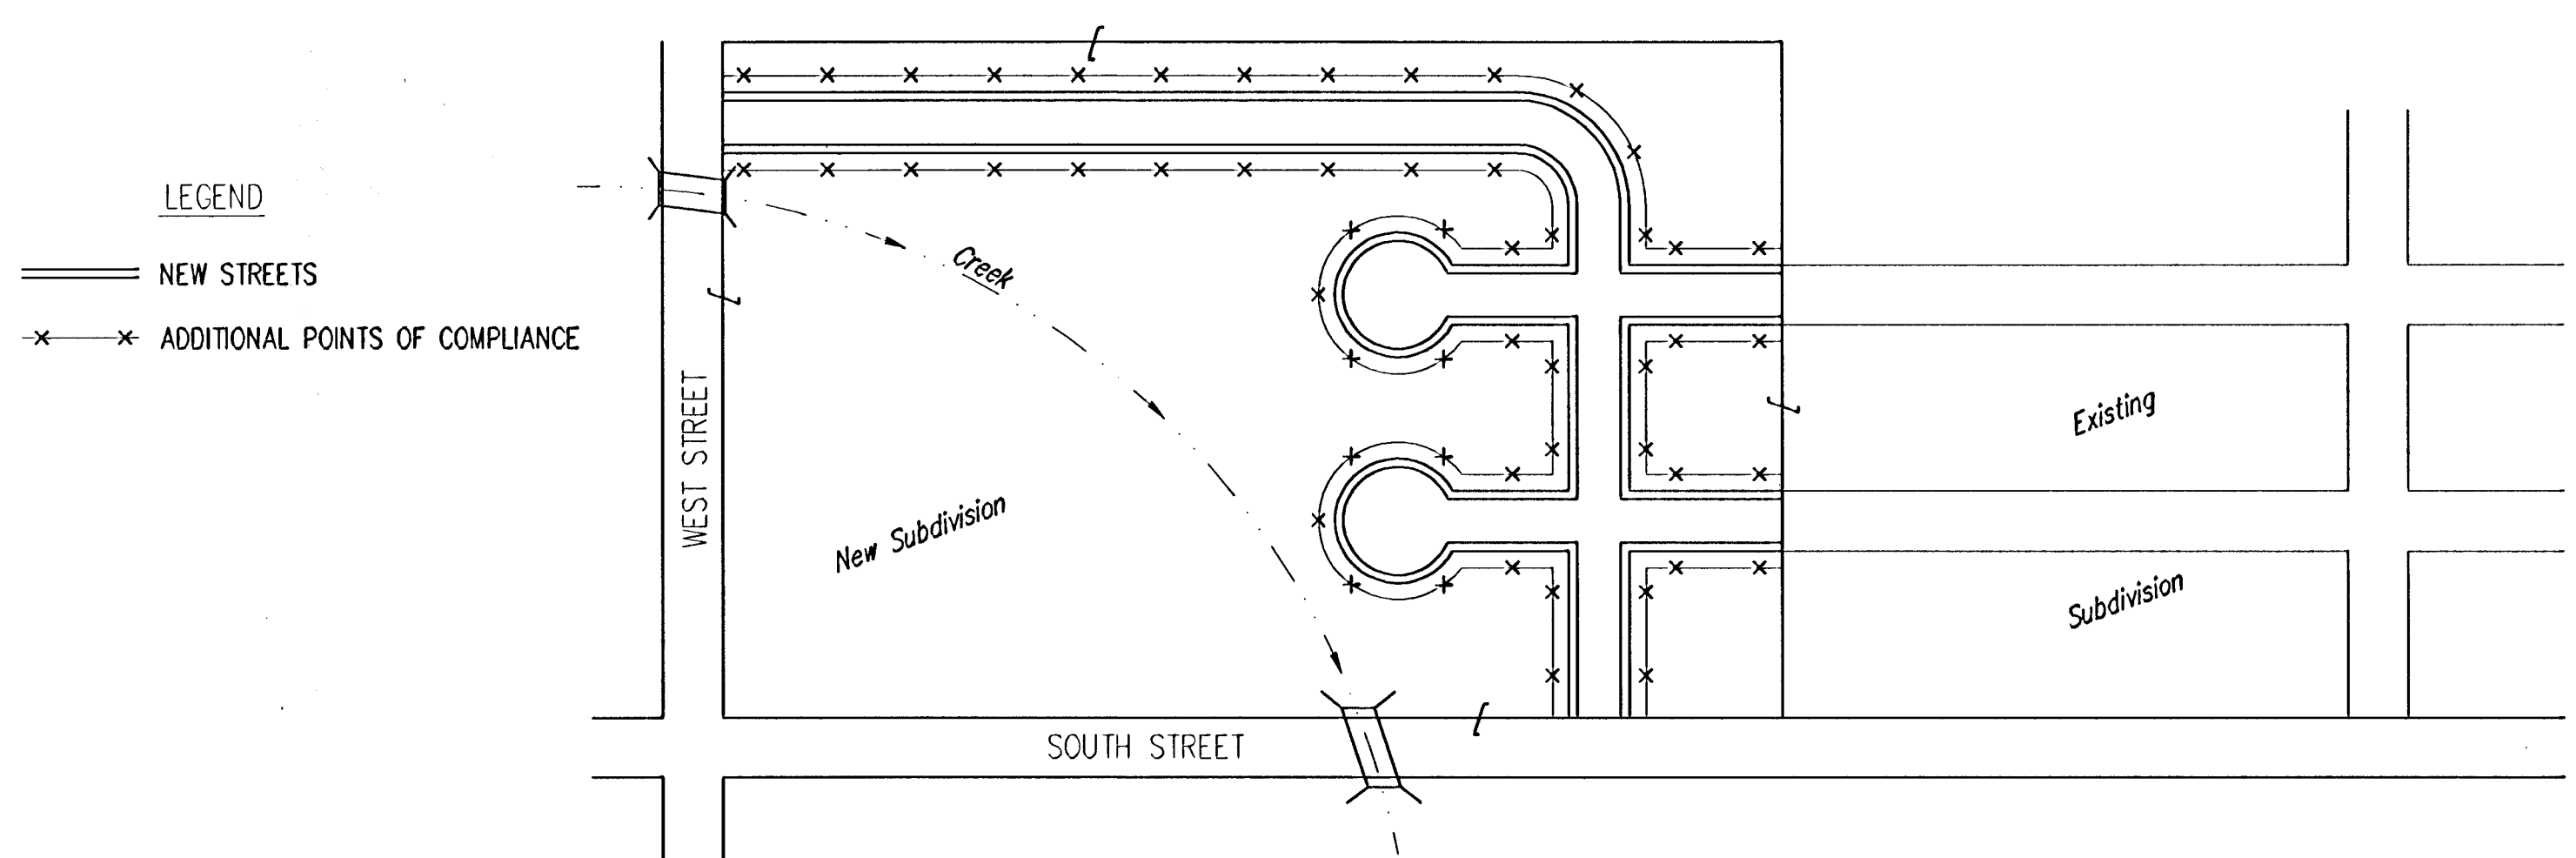 LEGEND
NEW STREETS
ADDITIONAL POINTS OF COMPLIANCE
WEST STREET
Creek
New Subdivision
SOUTH STREET
Existing
Subdivision